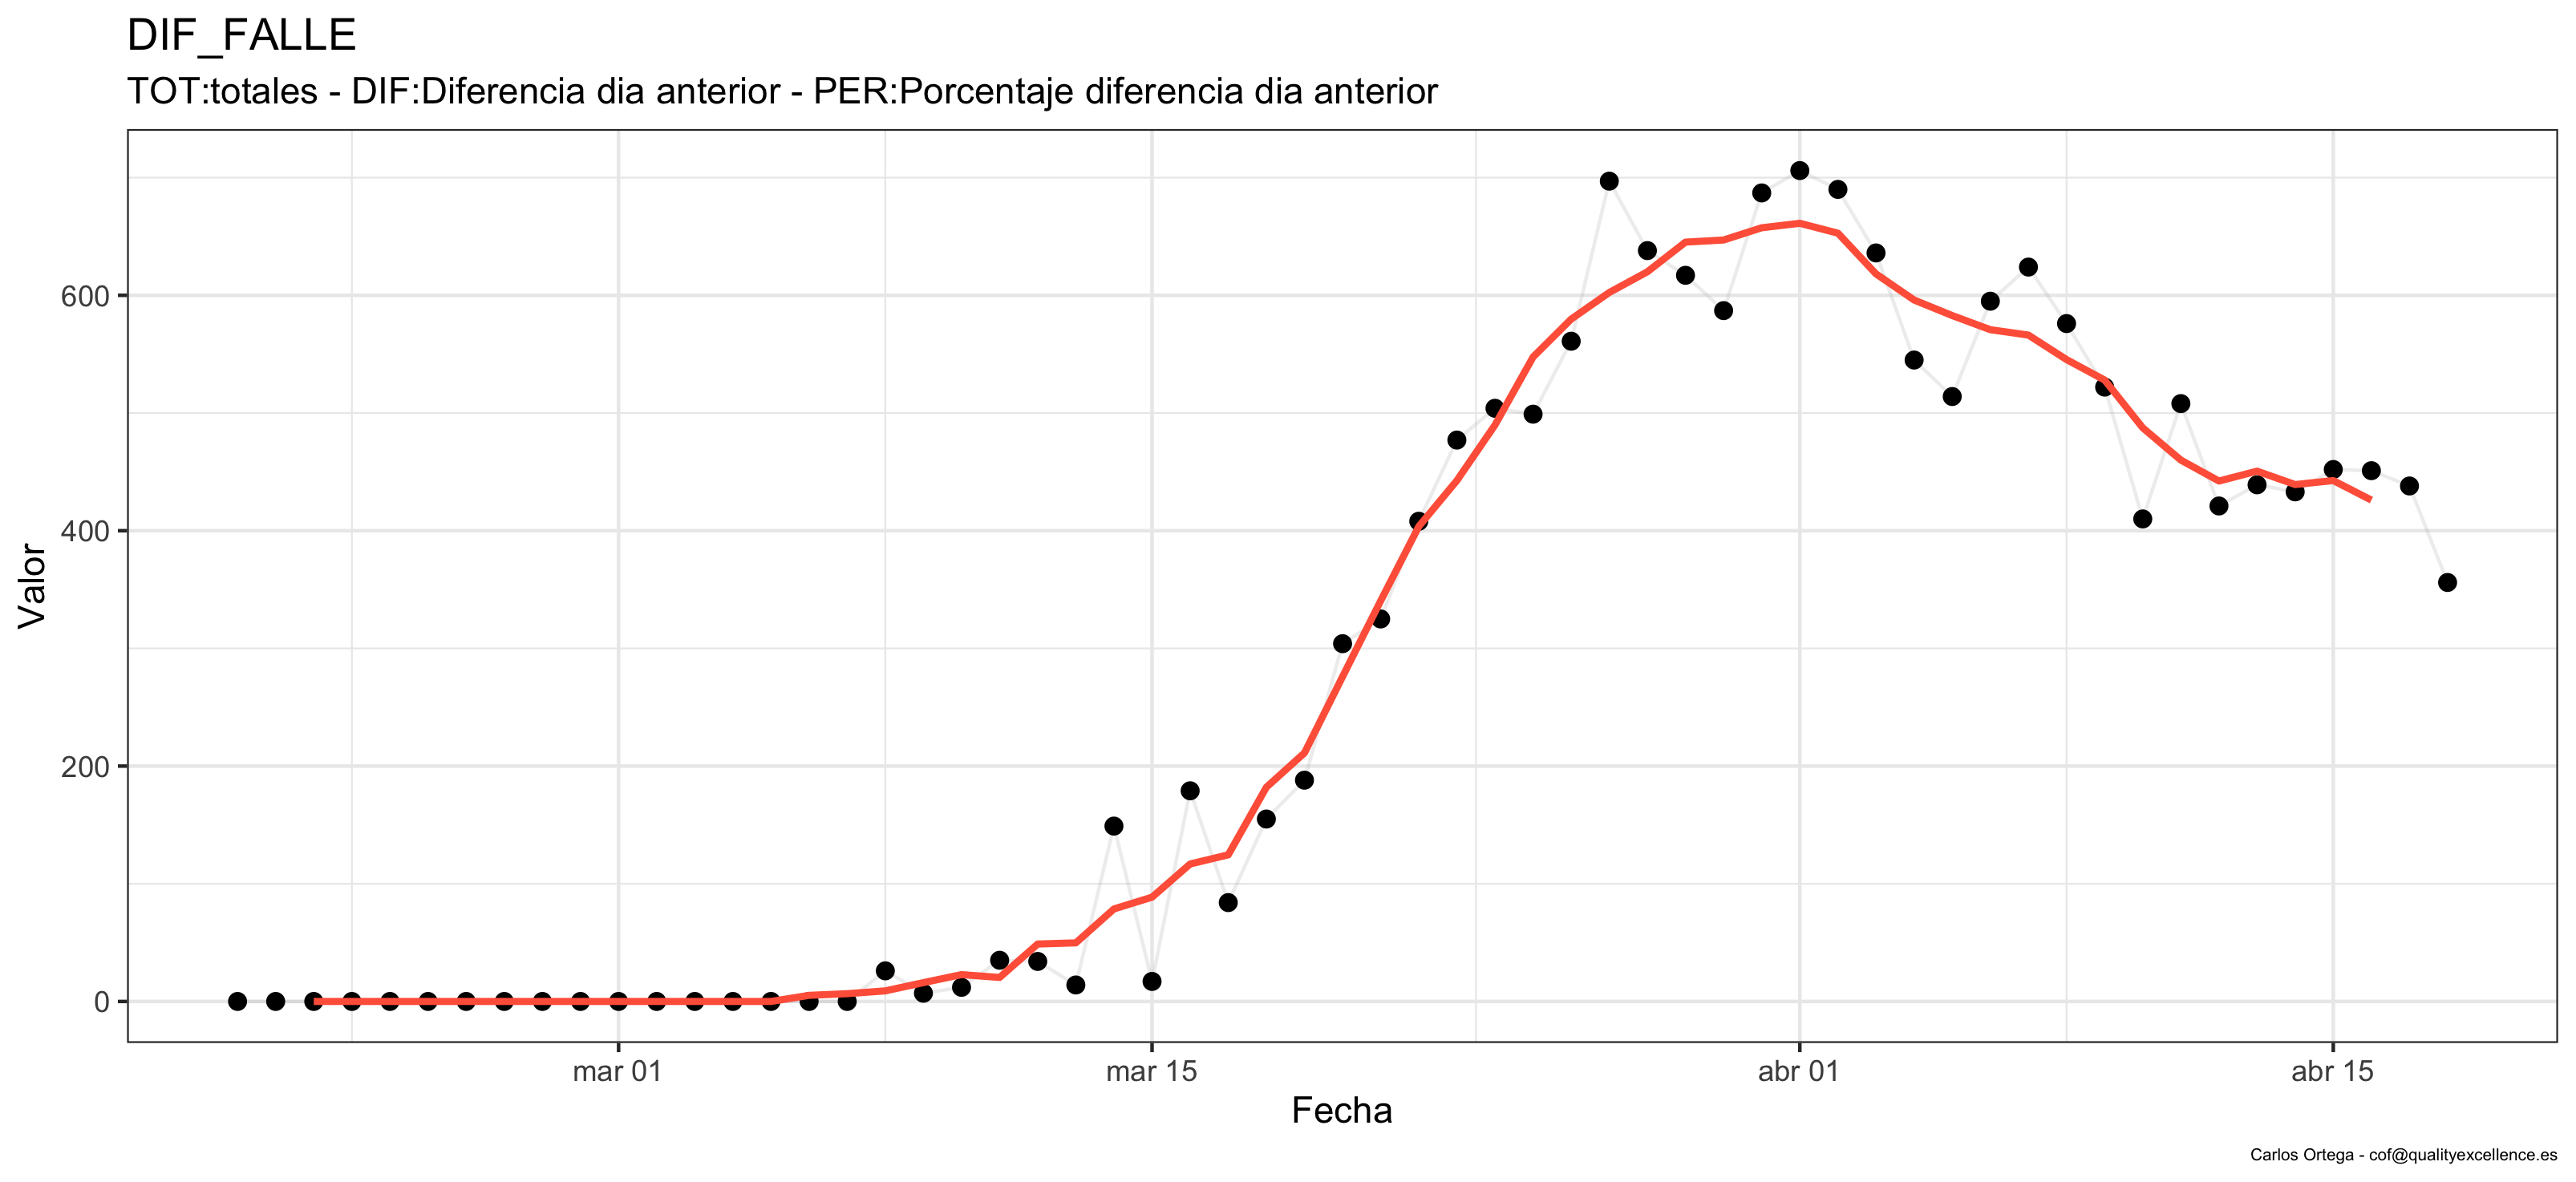 DIF_FALLE
TOT:totales - DIF:Diferencia dia anterior - PER:Porcentaje diferencia dia anterior
Valor
600
400
200
0
mar 01
mar 15
abr 01
abr 15
Fecha
Carlos Ortega - cof@qualityexcellence.es